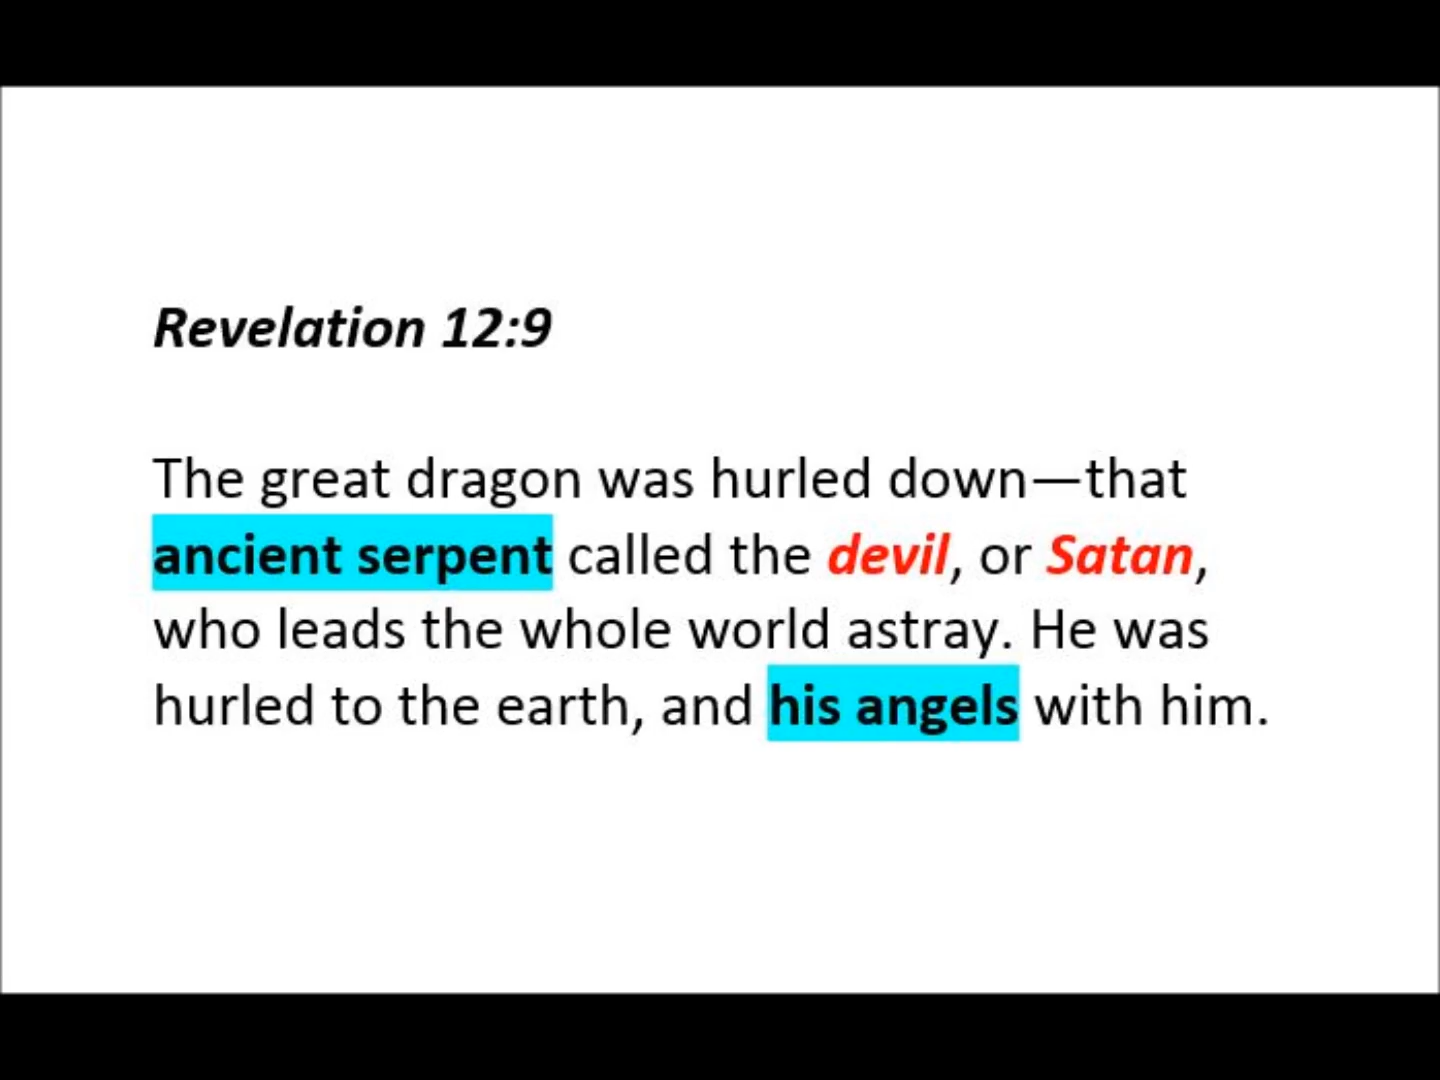 Revelation 12:9
The great dragon was hurled down—that
ancient serpent called the devil, or Satan,
who leads the whole world astray. He was
hurled to the earth, and his angels with him.